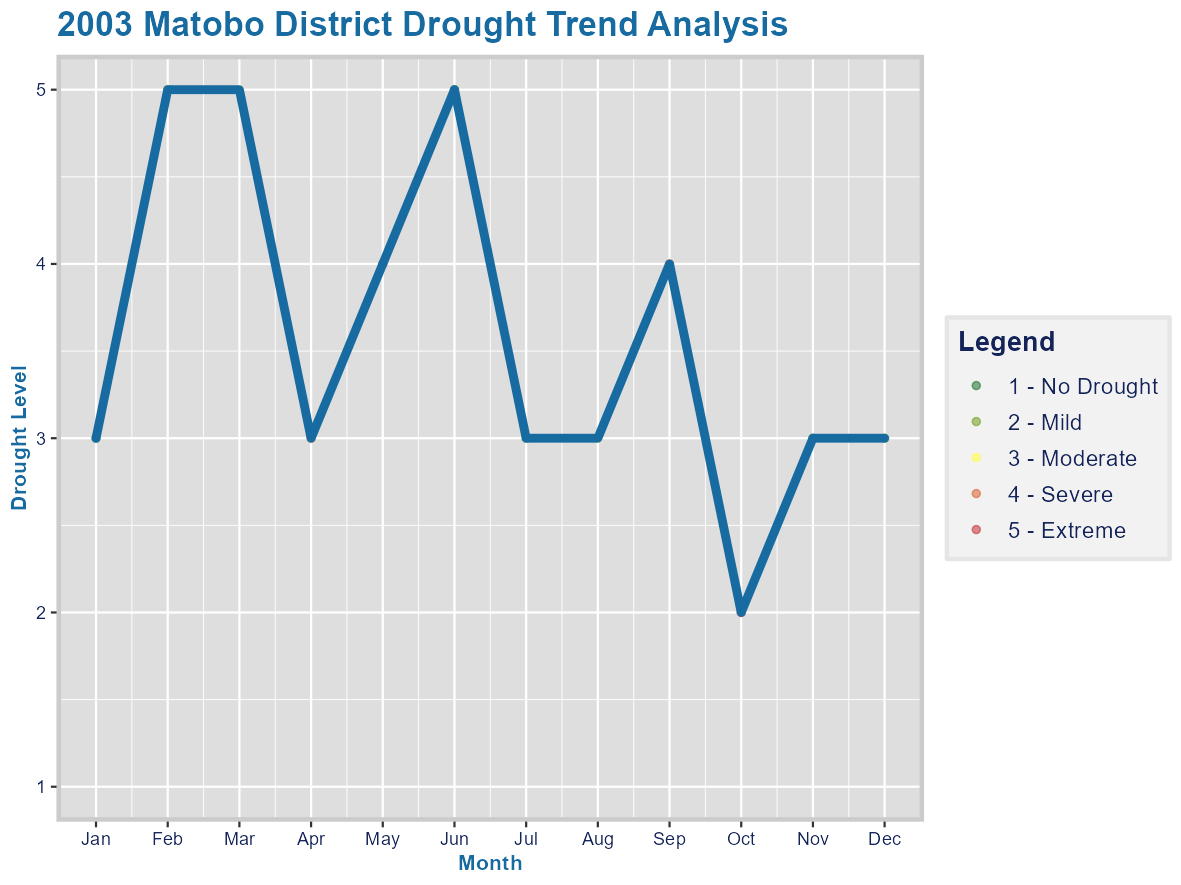 2003 Matobo District Drought Trend Analysis
Drought Level
5
4
3
2
1
Jan Feb Mar Apr May Jun Jul Aug Sep Oct Nov Dec
Month
Legend
1 - No Drought
2 - Mild
3 - Moderate
4 - Severe
5 - Extreme